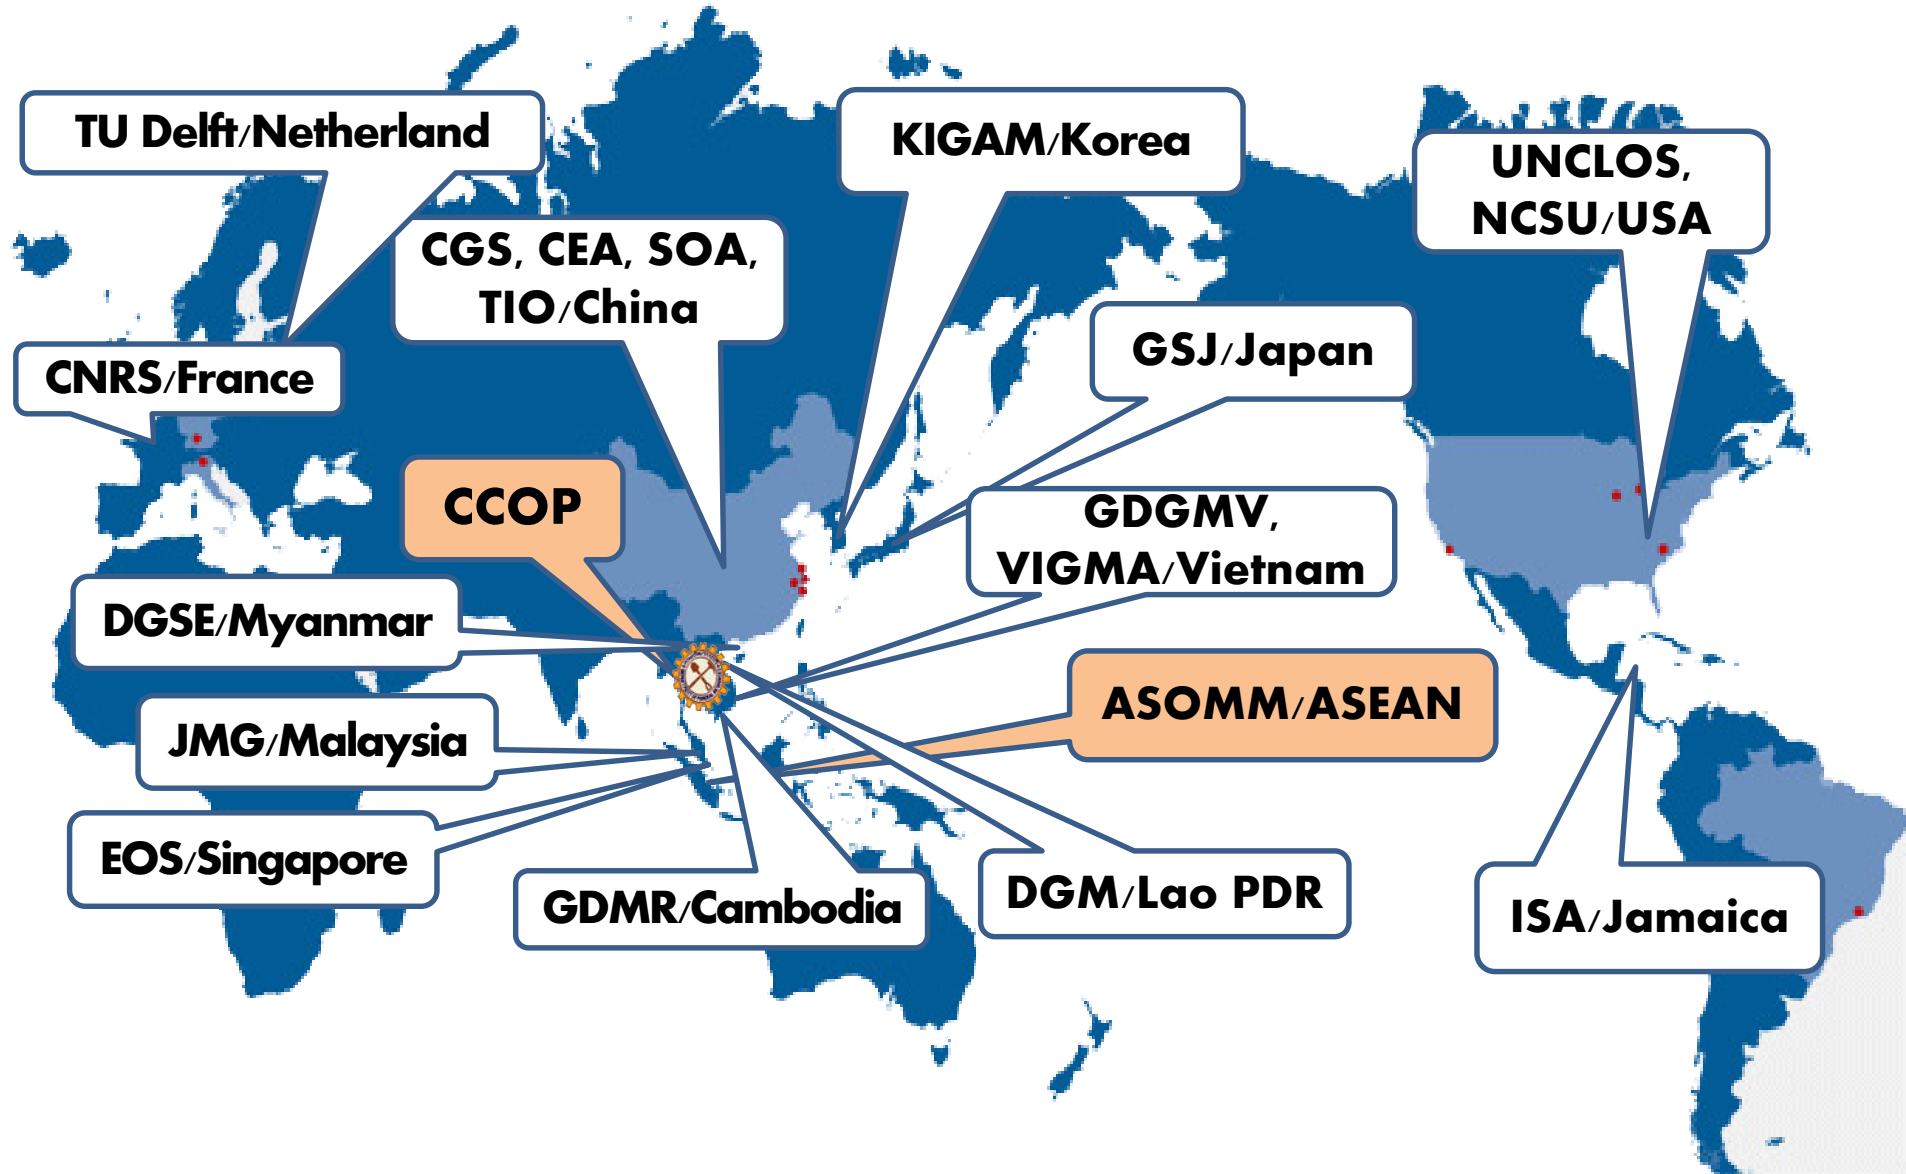 TU Delft/Netherland
KIGAM/Korea
UNCLOS,
NCSU/USA
CGS, CEA, SOA,
TIO/China
GSJ/Japan
CNRS/France
CCOP
GDGMV,
VIGMA/Vietnam
DGSE/Myanmar
ASOMM/ASEAN
JMG/Malaysia
EOS/Singapore
GDMR/Cambodia
DGM/Lao PDR
ISA/Jamaica